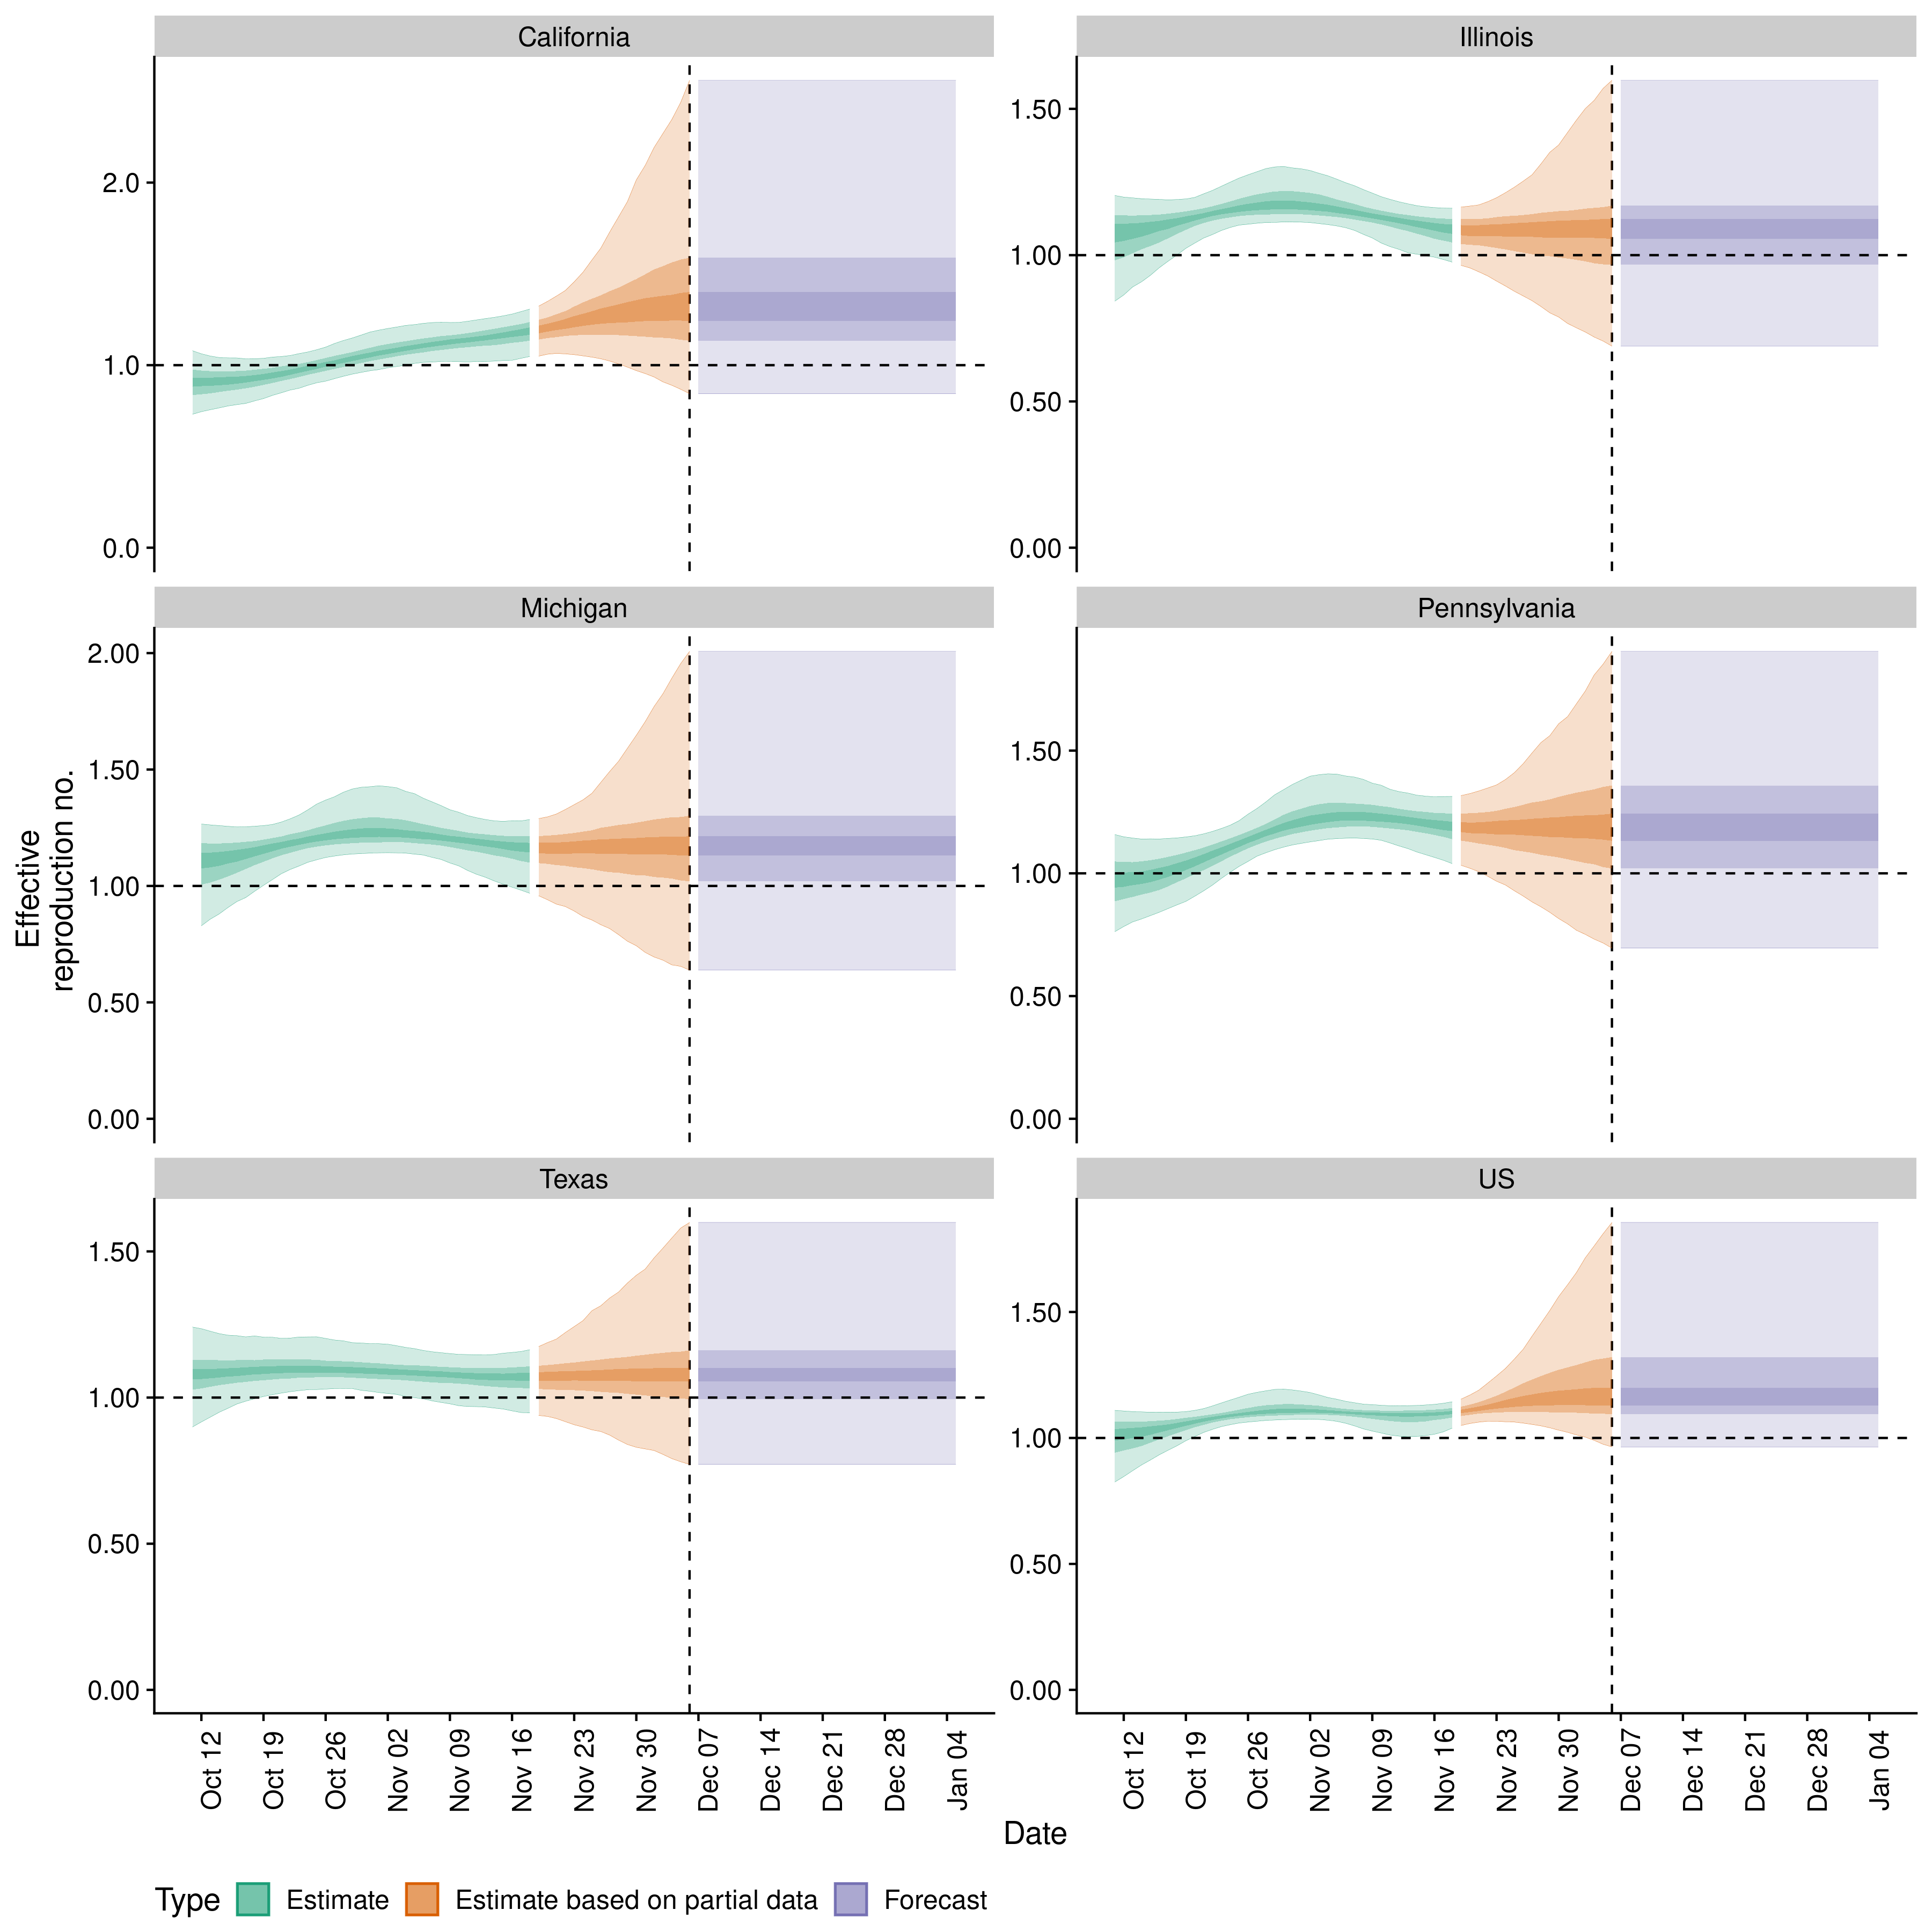 California
Illinois
2.0
1.0
0.0
1.50
1.00
0.50
0.00
Michigan
Pennsylvania
2.00
1.50
1.00
0.50
0.00
1.50
1.00
0.50
0.00
Texas
US
1.50
1.00
0.50
0.00
1.50
1.00
0.50
0.00
Effective
reproduction no.
Oct 12 Oct 19 Oct 26 Nov 02 Nov 09 Nov 16 Nov 23 Nov 30 Dec 07 Dec 14 Dec 21 Dec 28 Jan 04
Oct 12 Oct 19 Oct 26 Nov 02 Nov 09 Nov 16 Nov 23 Nov 30 Dec 07 Dec 14 Dec 21 Dec 28 Jan 04
Date
Type Estimate Estimate based on partial data Forecast